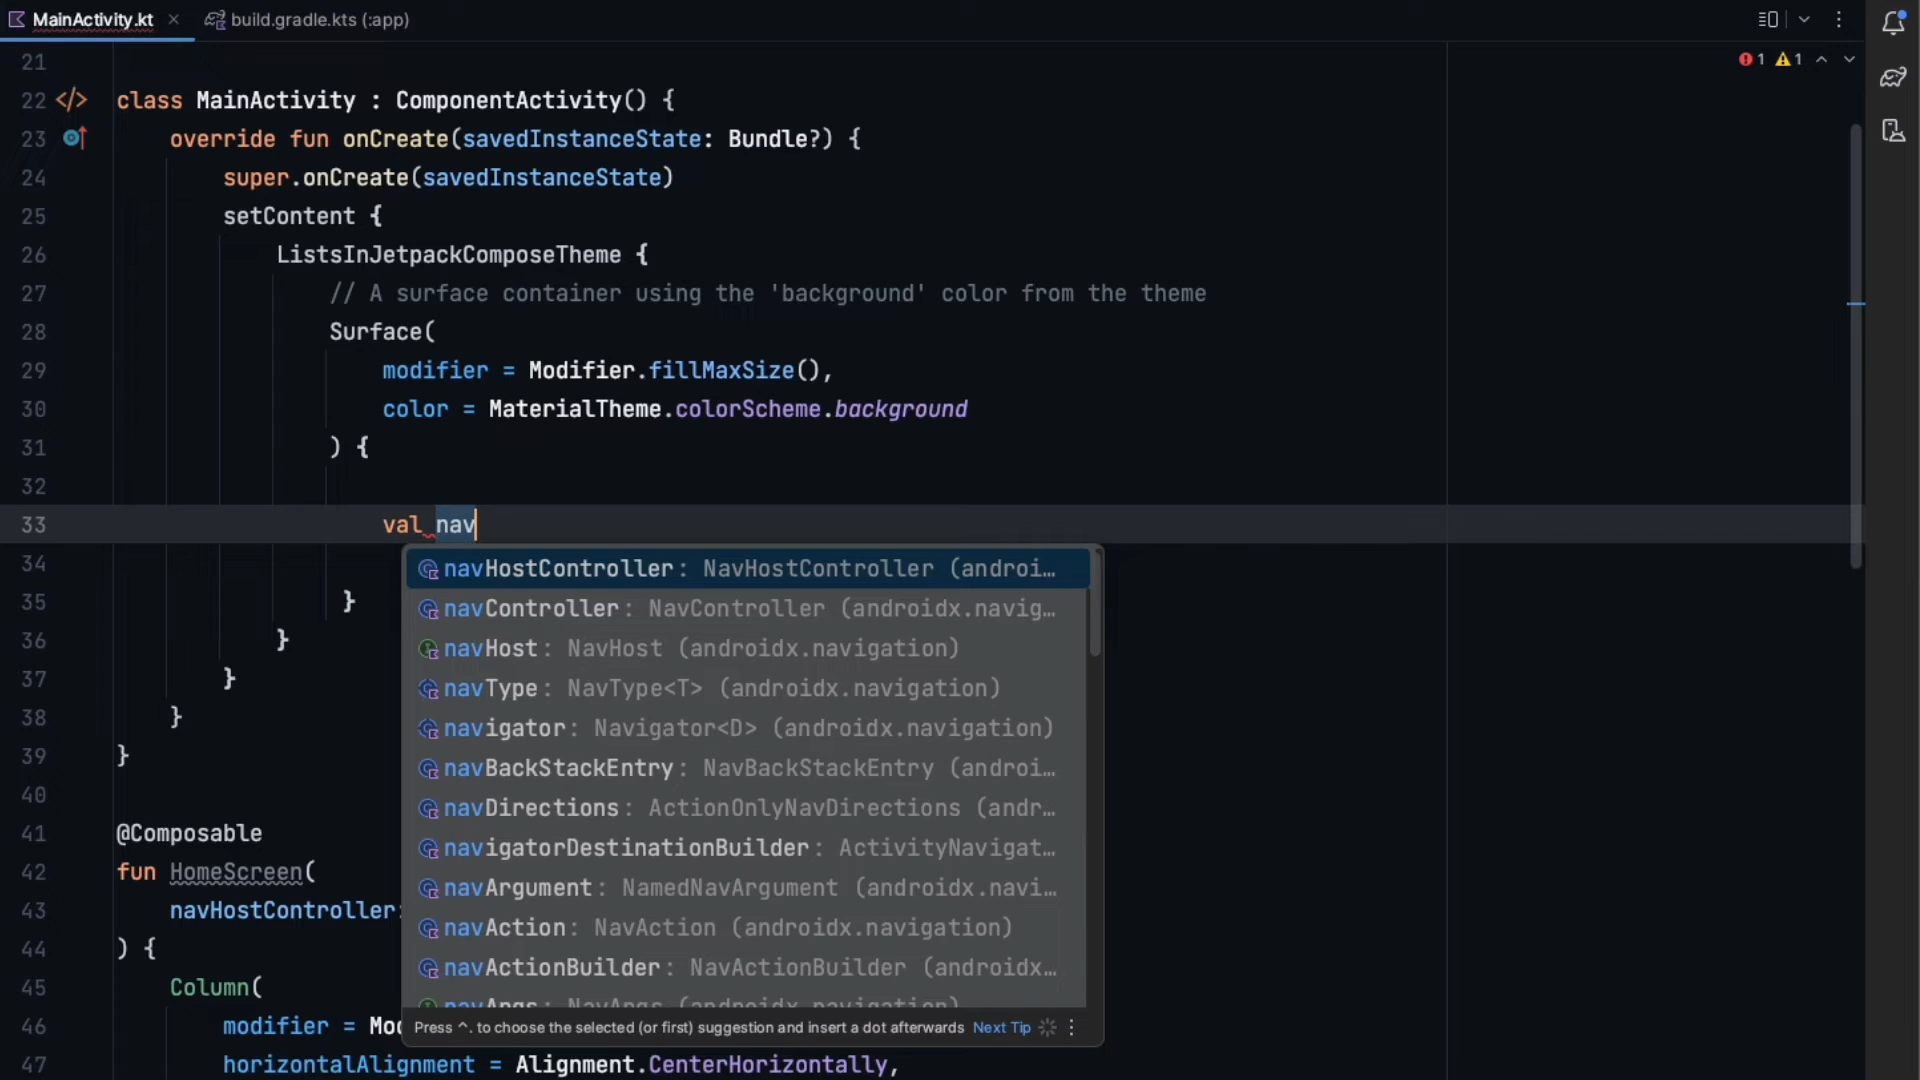 MainActivity.kt
build.gradle.kts (:app)
1 1
21
22 class MainActivity : ComponentActivity() {
23 override fun onCreate(savedInstanceState: Bundle?) {
24 super.onCreate(savedInstanceState)
25 setContent {
26 ListsInJetpackComposeTheme {
27 // A surface container using the 'background' color from the theme
28 Surface(
29 modifier = Modifier.fillMaxSize(),
30 color = MaterialTheme.colorScheme.background
31 ) {
32
33 val nav
34
35 }
36 }
37 }
38 }
39 }
40
41 @Composable
42 fun HomeScreen(
43 navHostController:
44 ) {
45 Column(
46 modifier = Mo
47 horizontalAlignment = Alignment.CenterHorizontally,
navHostController: NavHostController (androi…
navController: NavController (androidx.navig…
navHost: NavHost (androidx.navigation)
navType: NavType<T> (androidx.navigation)
navigator: Navigator<D> (androidx.navigation)
navBackStackEntry: NavBackStackEntry (androi…
navDirections: ActionOnlyNavDirections (andr…
navigatorDestinationBuilder: ActivityNavigat…
navArgument: NamedNavArgument (androidx.navi…
navAction: NavAction (androidx.navigation)
navActionBuilder: NavActionBuilder (androidx…
navArgs: NavArgs (androidx.navigation)
Press ^. to choose the selected (or first) suggestion and insert a dot afterwards Next Tip